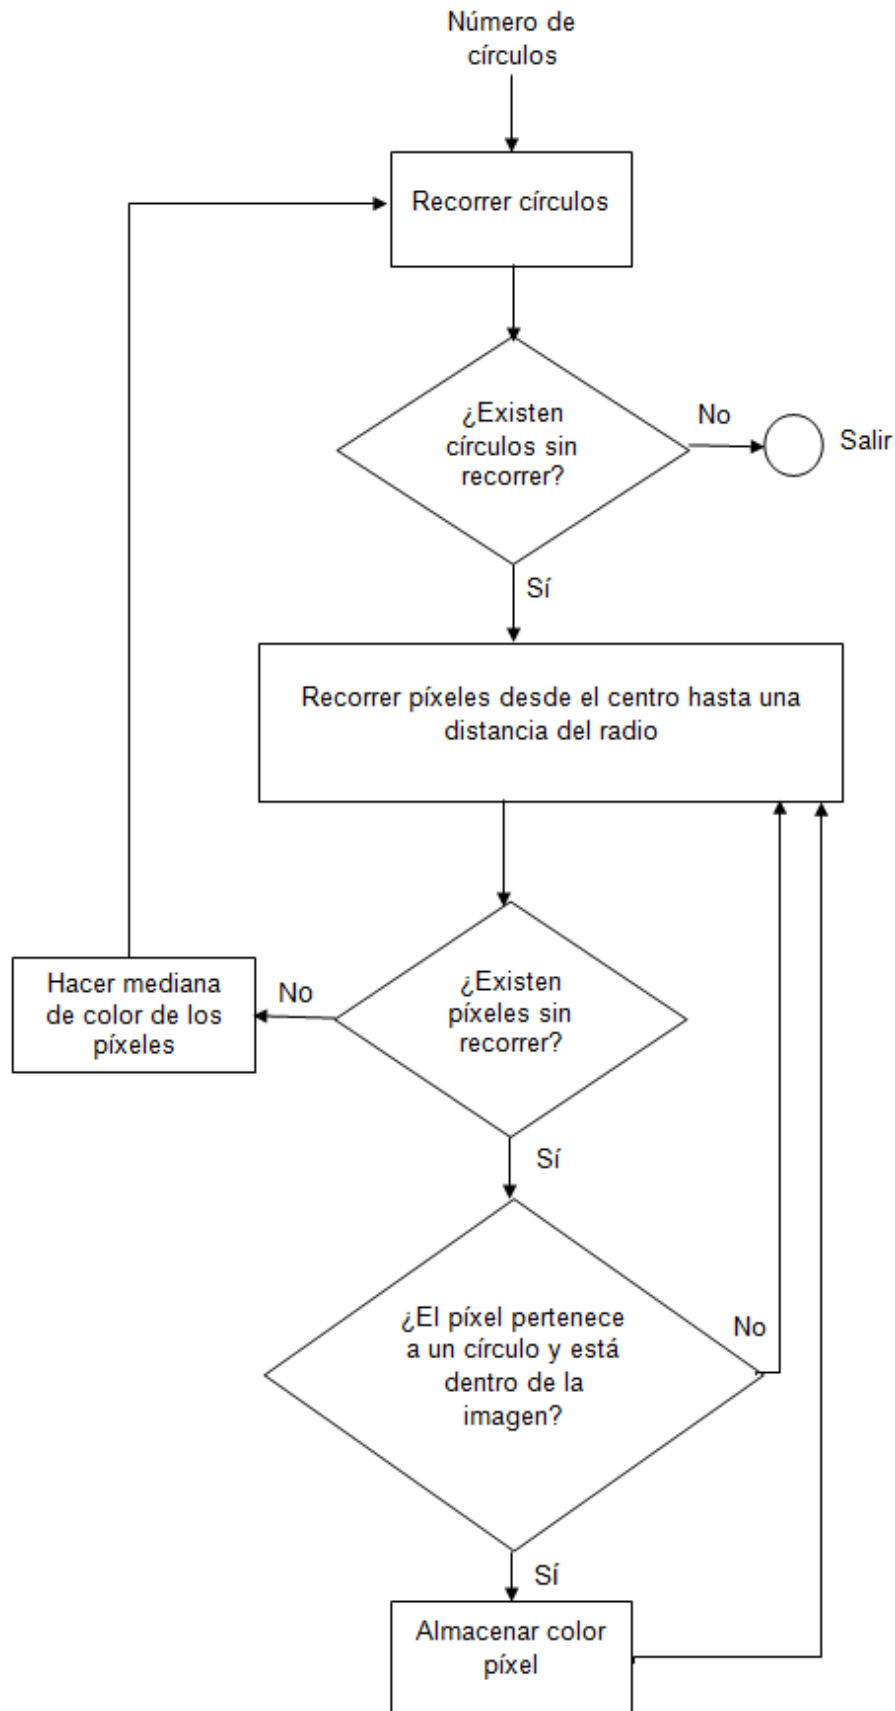 Número de
círculos
Recorrer círculos
¿Existen
círculos sin
recorrer?
No
Salir
Sí
Recorrer píxeles desde el centro hasta una
distancia del radio
¿Existen
píxeles sin
recorrer?
No
Hacer mediana
de color de los
píxeles
Sí
¿El píxel pertenece
a un círculo y está
dentro de la
imagen?
No
Sí
Almacenar color
píxel